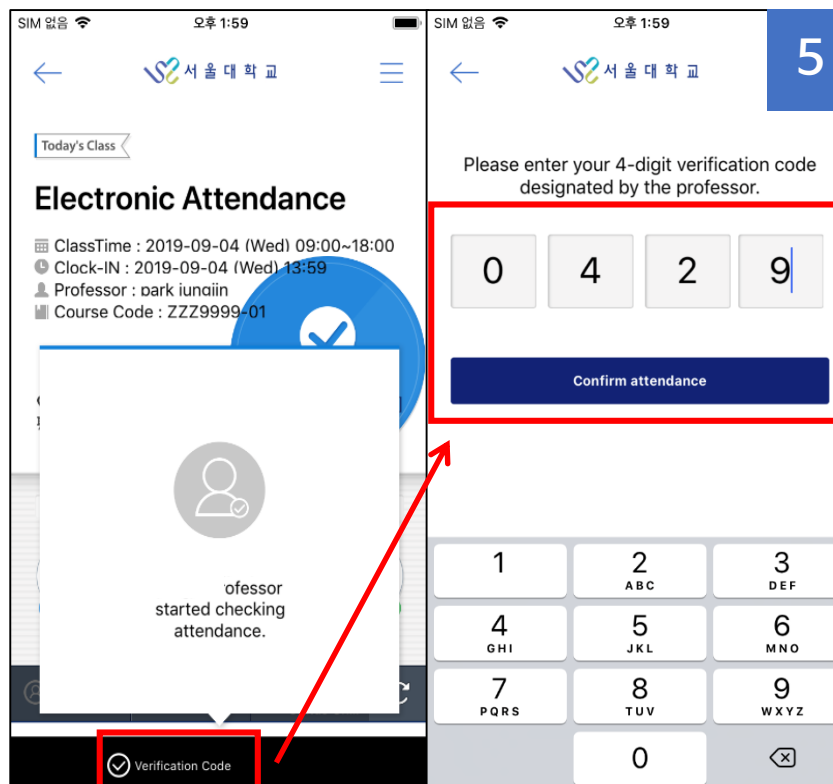 SIM 없음 오후 1:59
서울대학교
Today's Class
Electronic Attendance
ClassTime : 2019-09-04 (Wed) 09:00~18:00
Clock-IN : 2019-09-04 (Wed) 13:59
Professor : park jungjin
Course Code : ZZZ9999-01
ofessor
started checking
attendance.
Verification Code
SIM 없음 오후 1:59
5
서울대학교
Please enter your 4-digit verification code
designated by the professor.
0 4 2 9
Confirm attendance
1 2 3
ABC DEF
4 5 6
GHI JKL MNO
7 8 9
PQRS TUV WXYZ
0